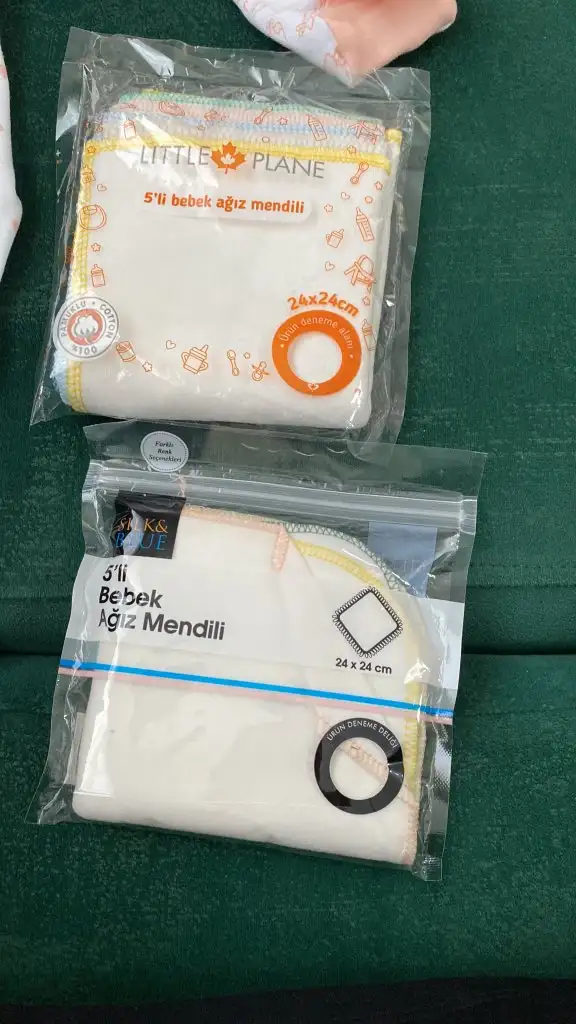 LITTLE PLANE
5'li bebek ağız mendili
24x24cm
• Ürün deneme alanı •
PAMUKLU • COTTON
%100
Farklı
Renk
Seçenekleri
SILK&
BLUE
5'li
Bebek
Ağız Mendili
24 x 24 cm
ÜRÜN DENEME DELİĞİ